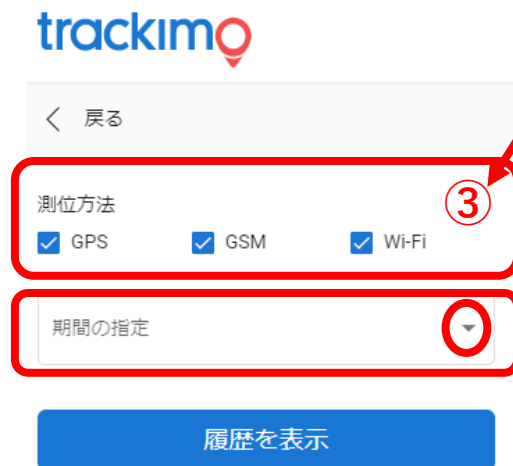 trackimo
戻る
測位方法
③
GPS GSM Wi-Fi
期間の指定
履歴を表示